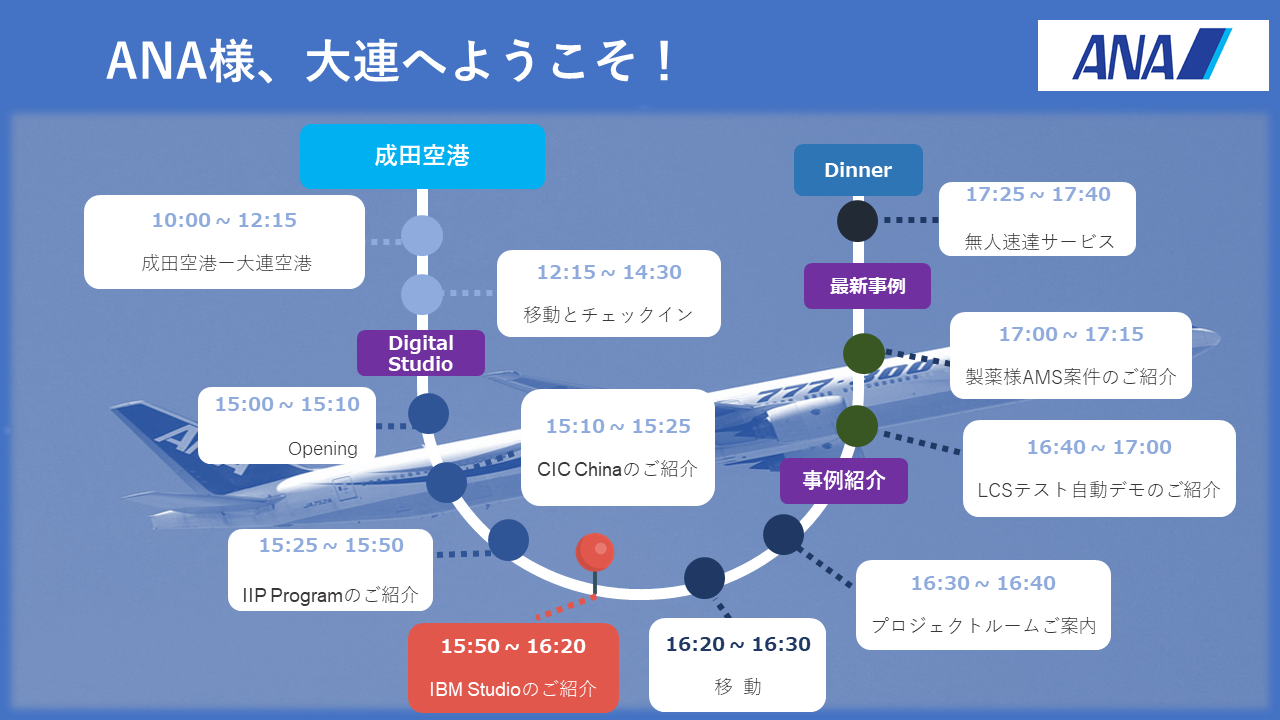 ANA様、大連へようこそ！
ANA
成田空港
10:00 ~ 12:15
成田空港ー大連空港
12:15 ~ 14:30
移動とチェックイン
Digital
Studio
15:00 ~ 15:10
Opening
15:10 ~ 15:25
CIC Chinaのご紹介
15:25 ~ 15:50
IIP Programのご紹介
15:50 ~ 16:20
IBM Studioのご紹介
16:20 ~ 16:30
移 動
16:30 ~ 16:40
プロジェクトルームご案内
事例紹介
16:40 ~ 17:00
LCSテスト自動デモのご紹介
17:00 ~ 17:15
製薬様AMS案件のご紹介
最新事例
17:25 ~ 17:40
無人速達サービス
Dinner
777-300
ANA